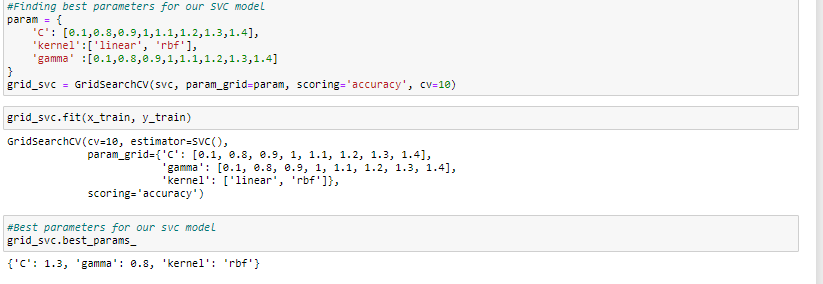 #Finding best parameters for our SVC model
param = {
    'C': [0.1,0.8,0.9,1,1.1,1.2,1.3,1.4],
    'kernel':['linear', 'rbf'],
    'gamma' :[0.1,0.8,0.9,1,1.1,1.2,1.3,1.4]
}
grid_svc = GridSearchCV(svc, param_grid=param, scoring='accuracy', cv=10)
grid_svc.fit(x_train, y_train)
GridSearchCV(cv=10, estimator=SVC(),
             param_grid={'C': [0.1, 0.8, 0.9, 1, 1.1, 1.2, 1.3, 1.4],
                         'gamma': [0.1, 0.8, 0.9, 1, 1.1, 1.2, 1.3, 1.4],
                         'kernel': ['linear', 'rbf']},
             scoring='accuracy')
#Best parameters for our svc model
grid_svc.best_params_
{'C': 1.3, 'gamma': 0.8, 'kernel': 'rbf'}